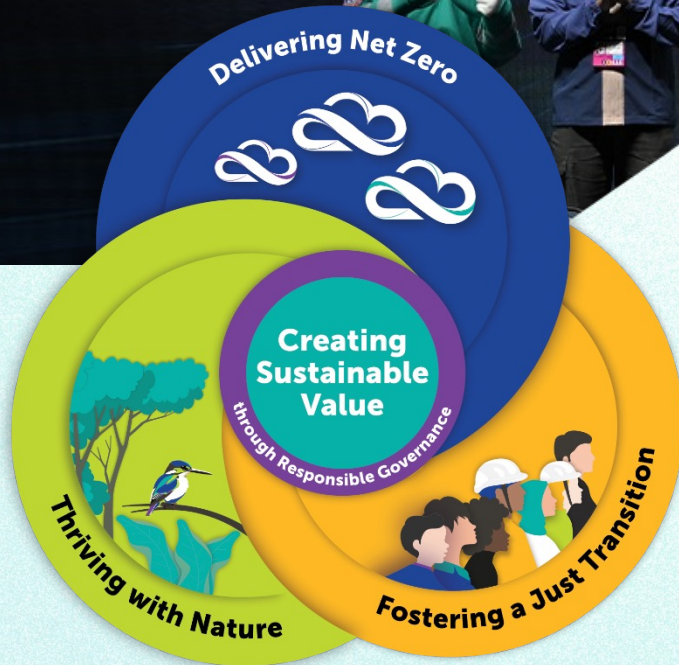 Delivering Net Zero
Creating
Sustainable
Value
through Responsible Governance
Thriving with Nature
Fostering a Just Transition